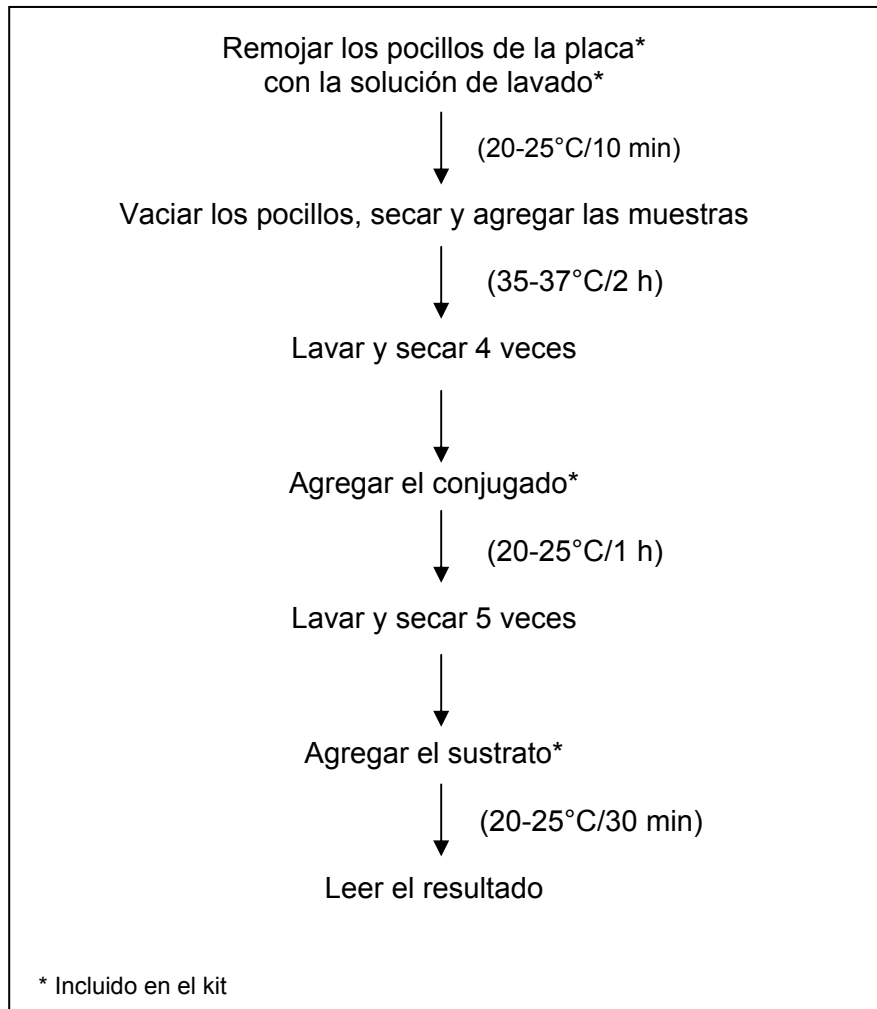 Remojar los pocillos de la placa*
con la solución de lavado*
(20-25°C/10 min)
Vaciar los pocillos, secar y agregar las muestras
(35-37°C/2 h)
Lavar y secar 4 veces
Agregar el conjugado*
(20-25°C/1 h)
Lavar y secar 5 veces
Agregar el sustrato*
(20-25°C/30 min)
Leer el resultado
* Incluido en el kit